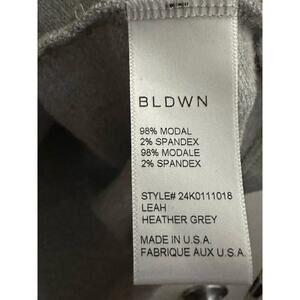 BLDWN
98% MODAL
2% SPANDEX
98% MODALE
2% SPANDEX
STYLE# 24K0111018
LEAH
HEATHER GREY
MADE IN U.S.A.
FABRIQUE AUX U.S.A.